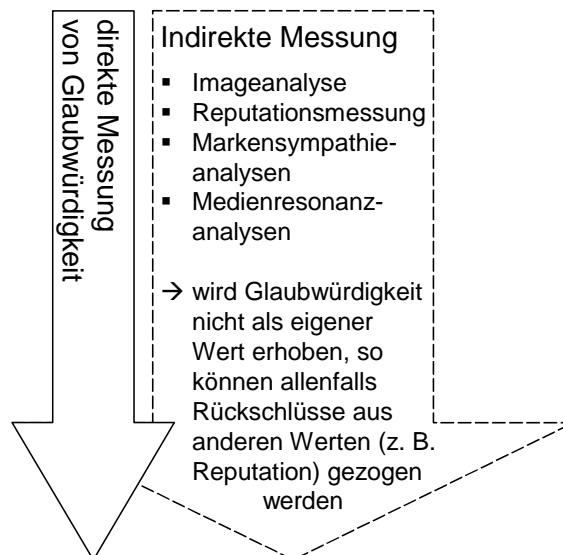 direkte Messung
von Glaubwürdigkeit
Indirekte Messung
▪ Imageanalyse
▪ Reputationsmessung
▪ Markensympathie-
analysen
▪ Medienresonanz-
analysen
→ wird Glaubwürdigkeit
nicht als eigener
Wert erhoben, so
können allenfalls
Rückschlüsse aus
anderen Werten (z. B.
Reputation) gezogen
werden